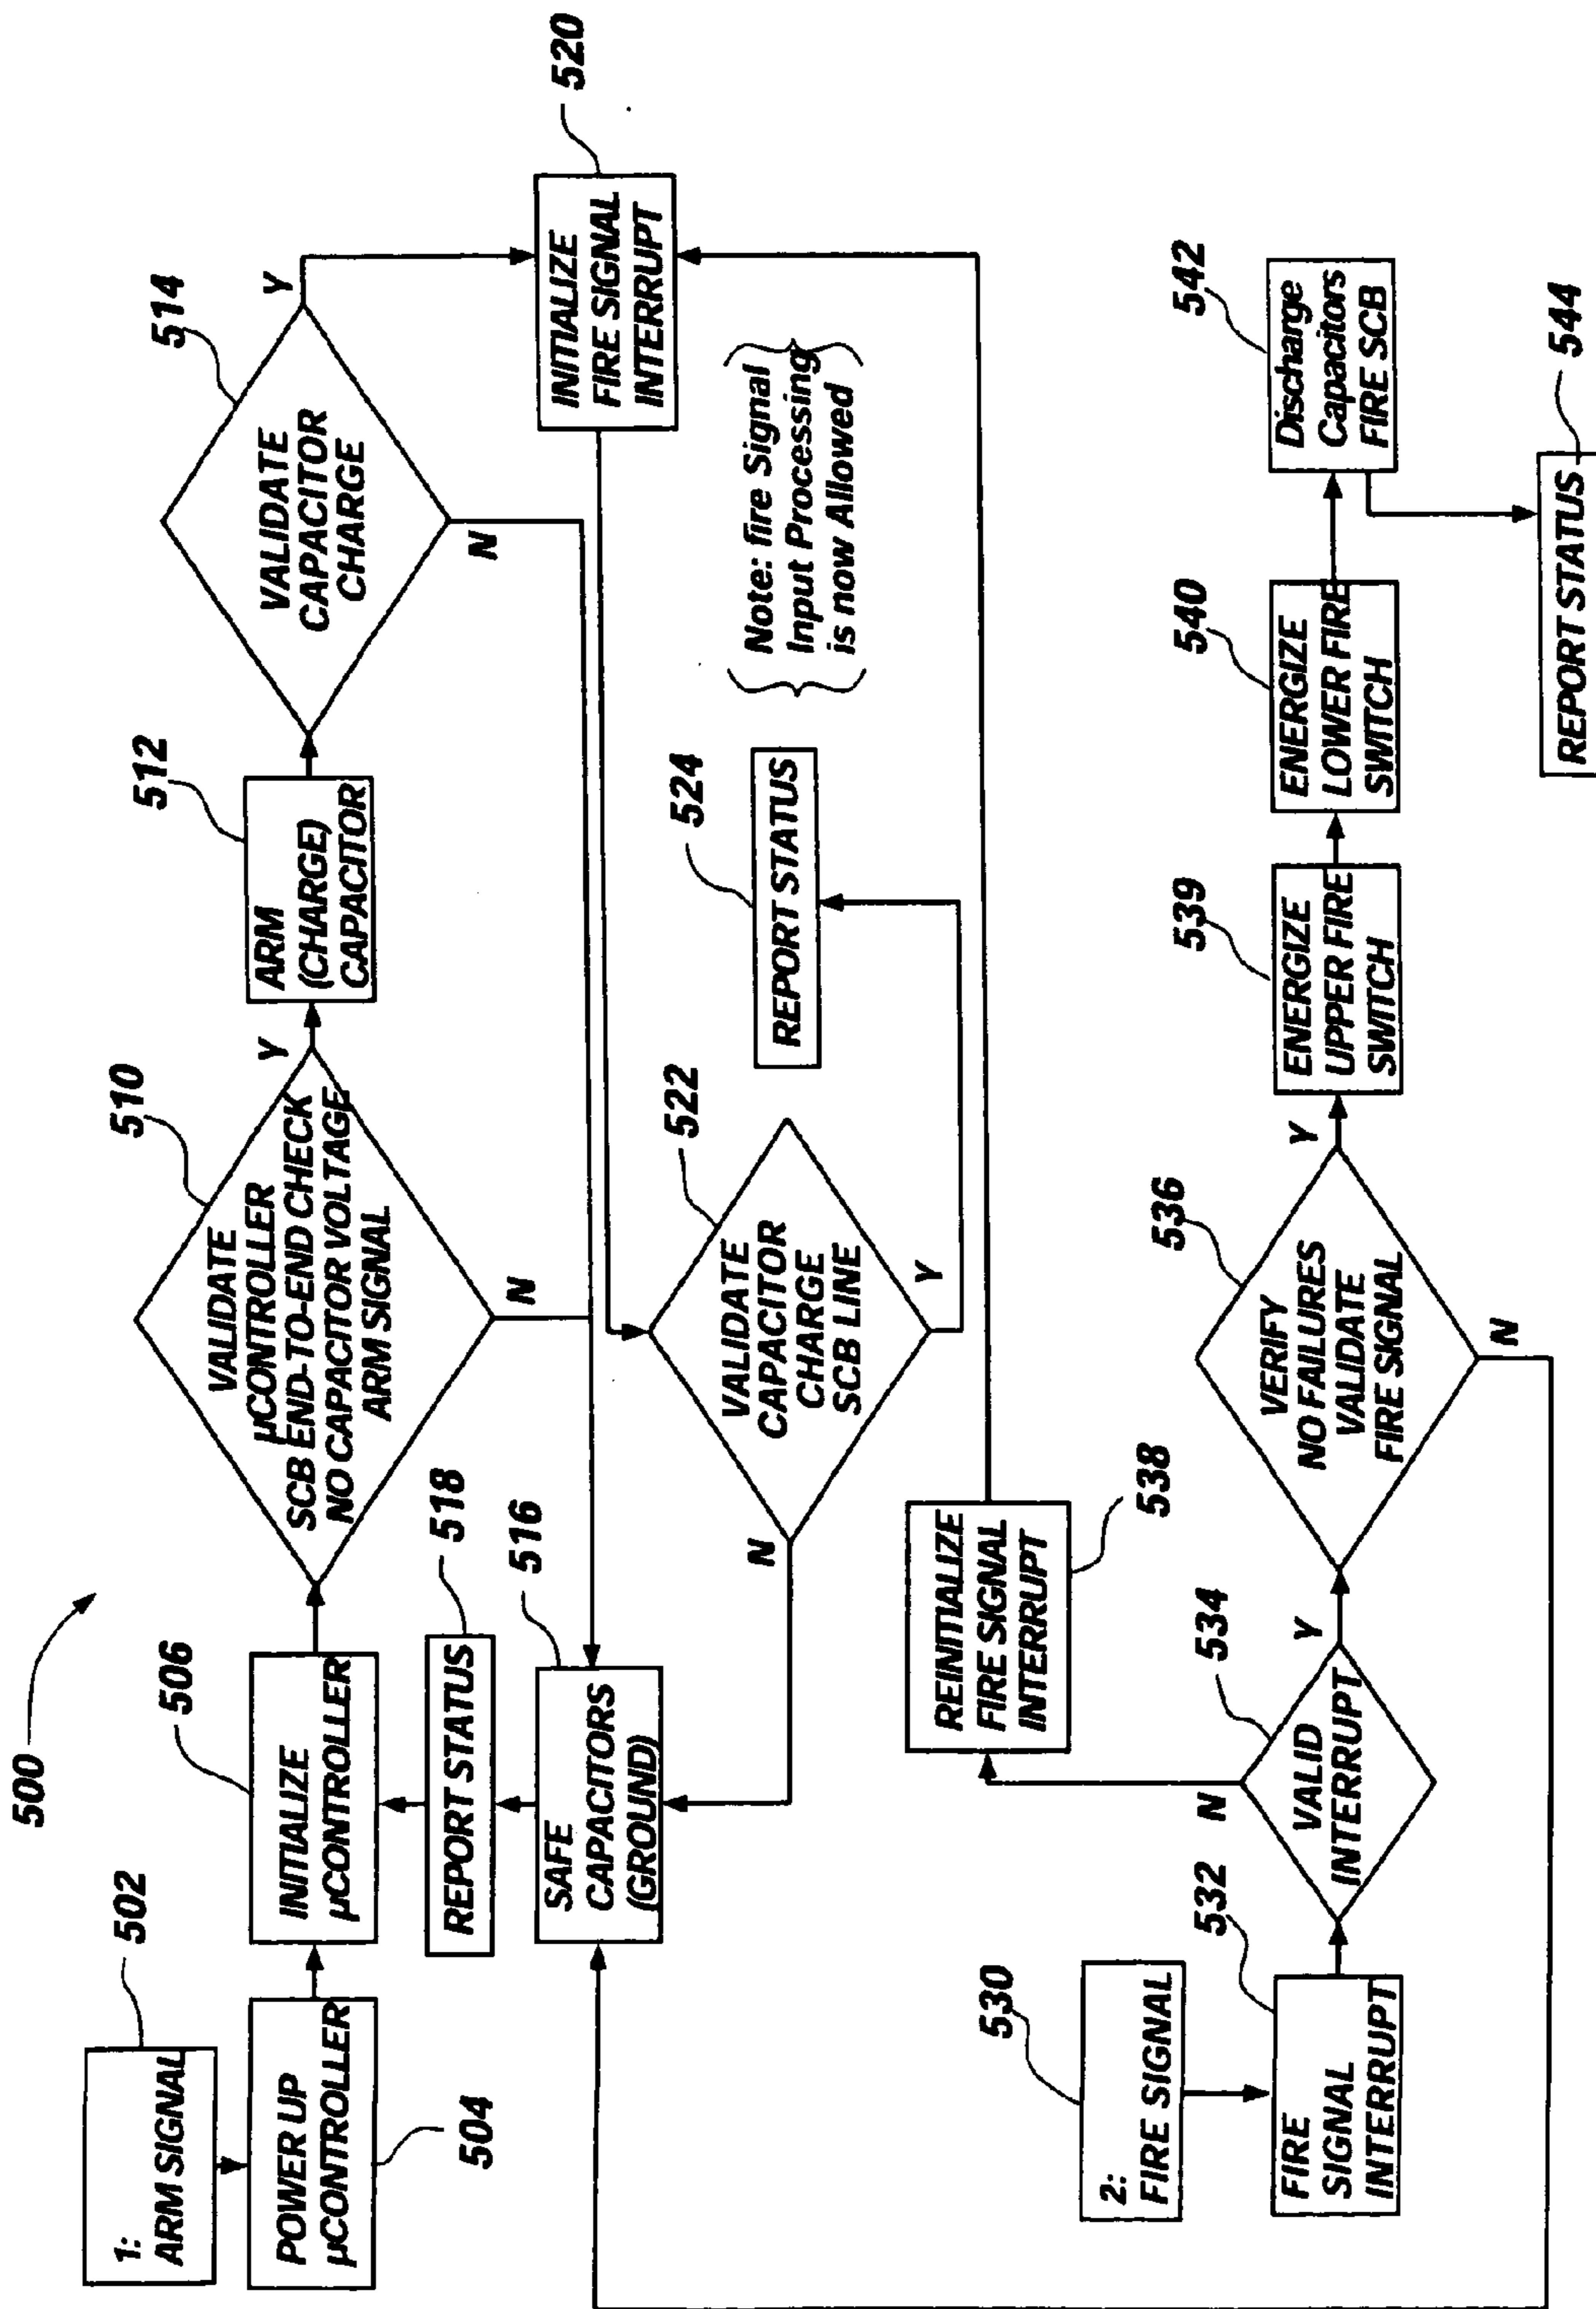 500
502
1:
ARM SIGNAL
504
POWER UP
µCONTROLLER
506
INITIALIZE
µCONTROLLER
510
VALIDATE
µCONTROLLER
SCB END-TO-END CHECK
NO CAPACITOR VOLTAGE
ARM SIGNAL
Y
N
512
ARM
(CHARGE)
CAPACITOR
514
VALIDATE
CAPACITOR
CHARGE
Y
N
518
REPORT STATUS
516
SAFE
CAPACITORS
(GROUND)
520
INITIALIZE
FIRE SIGNAL
INTERRUPT
522
VALIDATE
CAPACITOR
CHARGE
SCB LINE
N
Y
524
REPORT STATUS
Note: fire Signal
Input Processing
is now Allowed
530
2:
FIRE SIGNAL
532
FIRE
SIGNAL
INTERRUPT
534
VALID
INTERRUPT
N
Y
REINITIALIZE
FIRE SIGNAL
INTERRUPT
538
536
VERIFY
NO FAILURES
VALIDATE
FIRE SIGNAL
Y
N
539
ENERGIZE
UPPER FIRE
SWITCH
540
ENERGIZE
LOWER FIRE
SWITCH
542
Discharge
Capacitors
FIRE SCB
544
REPORT STATUS